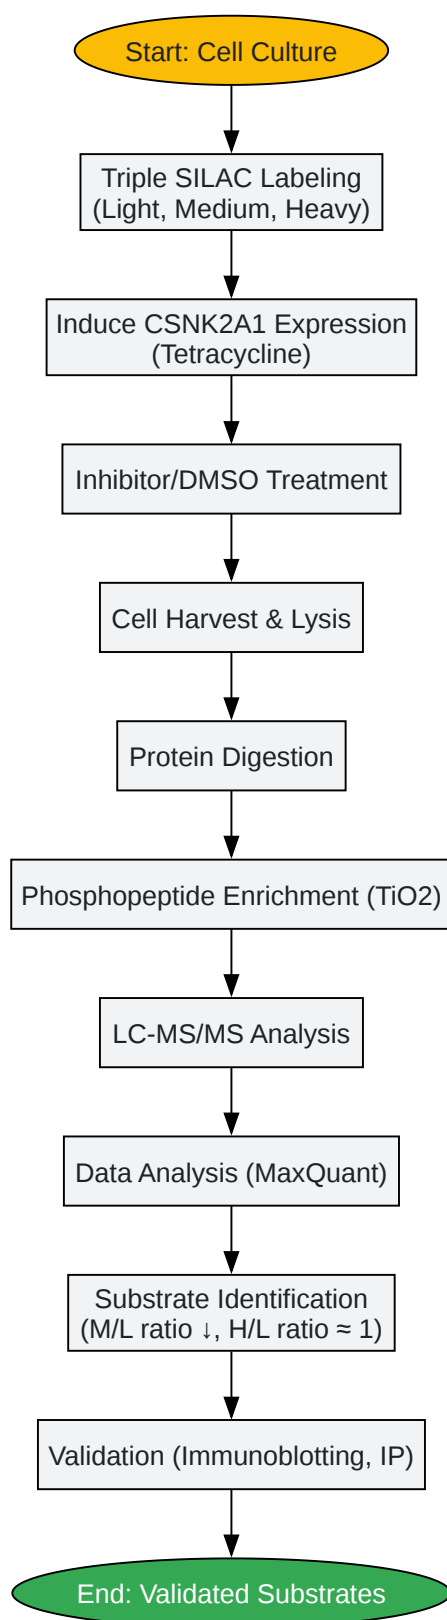 Start: Cell Culture
Triple SILAC Labeling
(Light, Medium, Heavy)
Induce CSNK2A1 Expression
(Tetracycline)
Inhibitor/DMSO Treatment
Cell Harvest & Lysis
Protein Digestion
Phosphopeptide Enrichment (TiO2)
LC-MS/MS Analysis
Data Analysis (MaxQuant)
Substrate Identification
(M/L ratio ↓, H/L ratio ≈ 1)
Validation (Immunoblotting, IP)
End: Validated Substrates